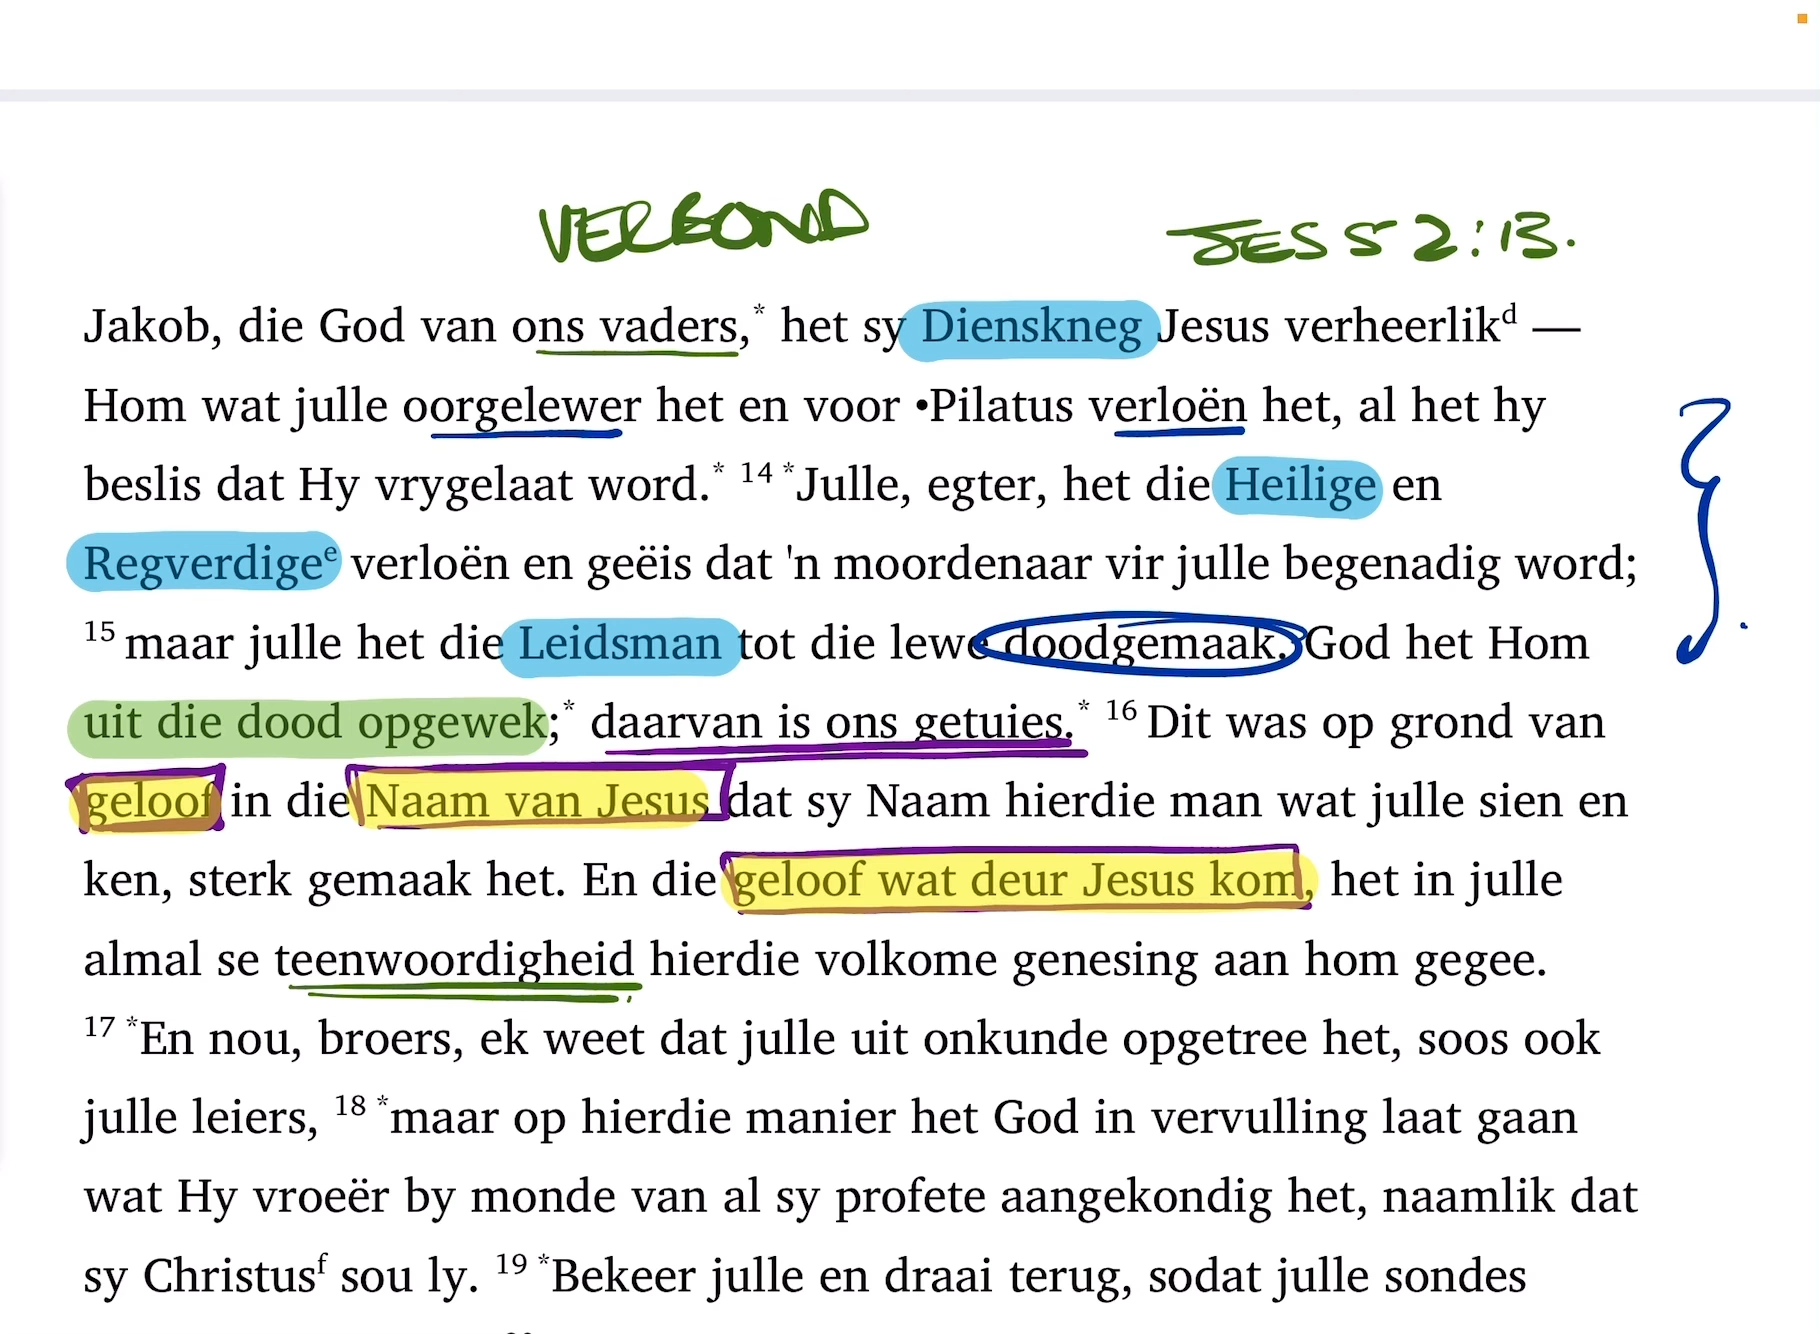 VERBOND JES 52:13.
Jakob, die God van ons vaders,* het sy Dienskneg Jesus verheerlikᵈ —
Hom wat julle oorgelewer het en voor •Pilatus verloën het, al het hy
beslis dat Hy vrygelaat word.* 14 *Julle, egter, het die Heilige en
Regverdigeᵉ verloën en geëis dat 'n moordenaar vir julle begenadig word;
15 maar julle het die Leidsman tot die lewe doodgemaak. God het Hom
uit die dood opgewek;* daarvan is ons getuies.* 16 Dit was op grond van
geloof in die Naam van Jesus dat sy Naam hierdie man wat julle sien en
ken, sterk gemaak het. En die geloof wat deur Jesus kom, het in julle
almal se teenwoordigheid hierdie volkome genesing aan hom gegee.
17 *En nou, broers, ek weet dat julle uit onkunde opgetree het, soos ook
julle leiers, 18 *maar op hierdie manier het God in vervulling laat gaan
wat Hy vroeër by monde van al sy profete aangekondig het, naamlik dat
sy Christusᶠ sou ly. 19 *Bekeer julle en draai terug, sodat julle sondes